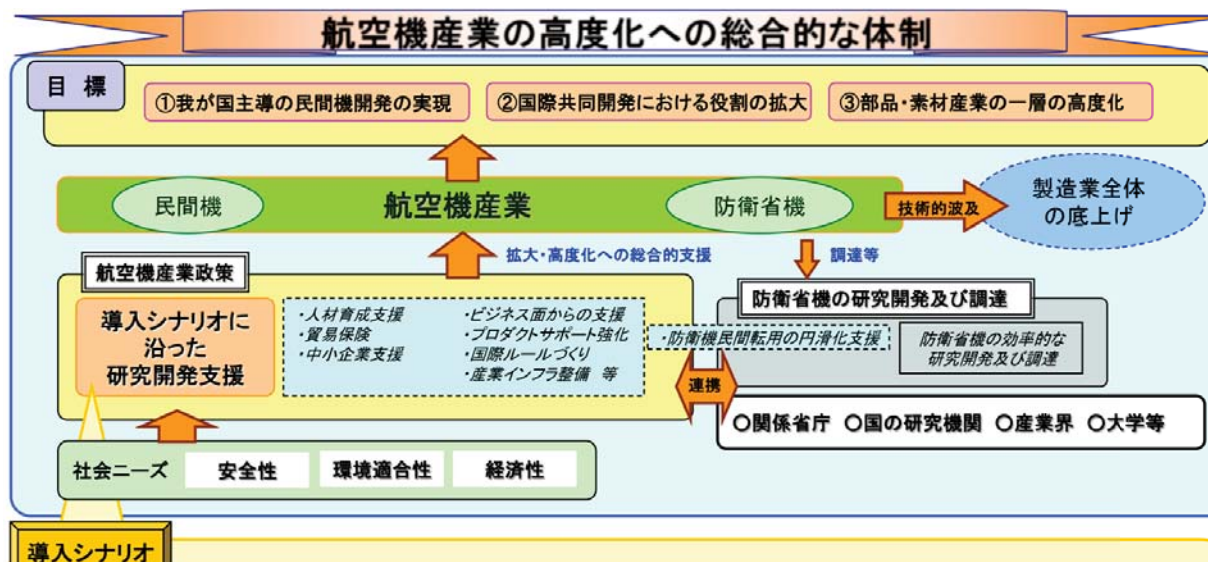 航空機産業の高度化への総合的な体制
目 標
①我が国主導の民間機開発の実現
②国際共同開発における役割の拡大
③部品・素材産業の一層の高度化
民間機
航空機産業
防衛省機
技術的波及
製造業全体
の底上げ
拡大・高度化への総合的支援
調達等
航空機産業政策
導入シナリオに
沿った
研究開発支援
・人材育成支援
・貿易保険
・中小企業支援
・ビジネス面からの支援
・プロダクトサポート強化
・国際ルールづくり
・産業インフラ整備 等
防衛省機の研究開発及び調達
・防衛機民間転用の円滑化支援
防衛省機の効率的な
研究開発及び調達
連携
〇関係省庁 〇国の研究機関 〇産業界 〇大学等
社会ニーズ
安全性
環境適合性
経済性
導入シナリオ